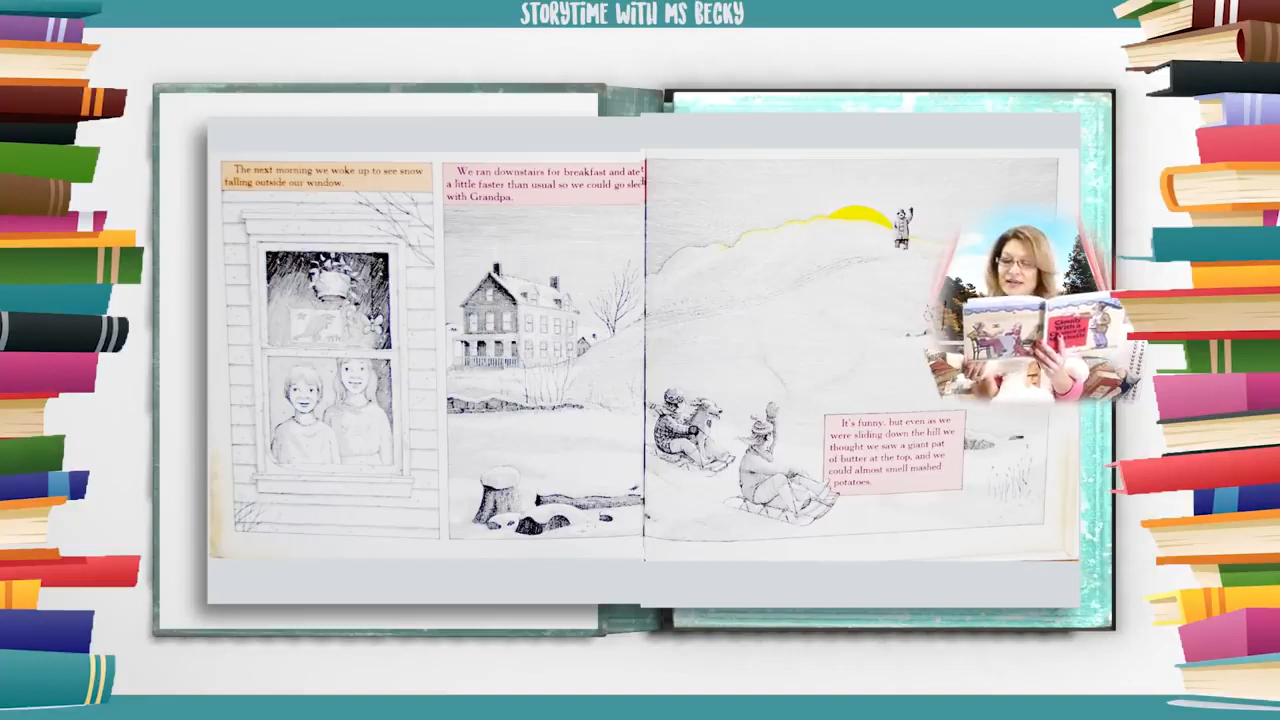 STORYTIME WITH MS BECKY
The next morning we woke up to see snow
falling outside our window.
We ran downstairs for breakfast and ate
a little faster than usual so we could go
with Grandpa.
It's funny, but even as we
were sliding down the hill we
thought we saw a giant pat
of butter at the top, and we
could almost smell mashed
potatoes.
Cloudy
With a